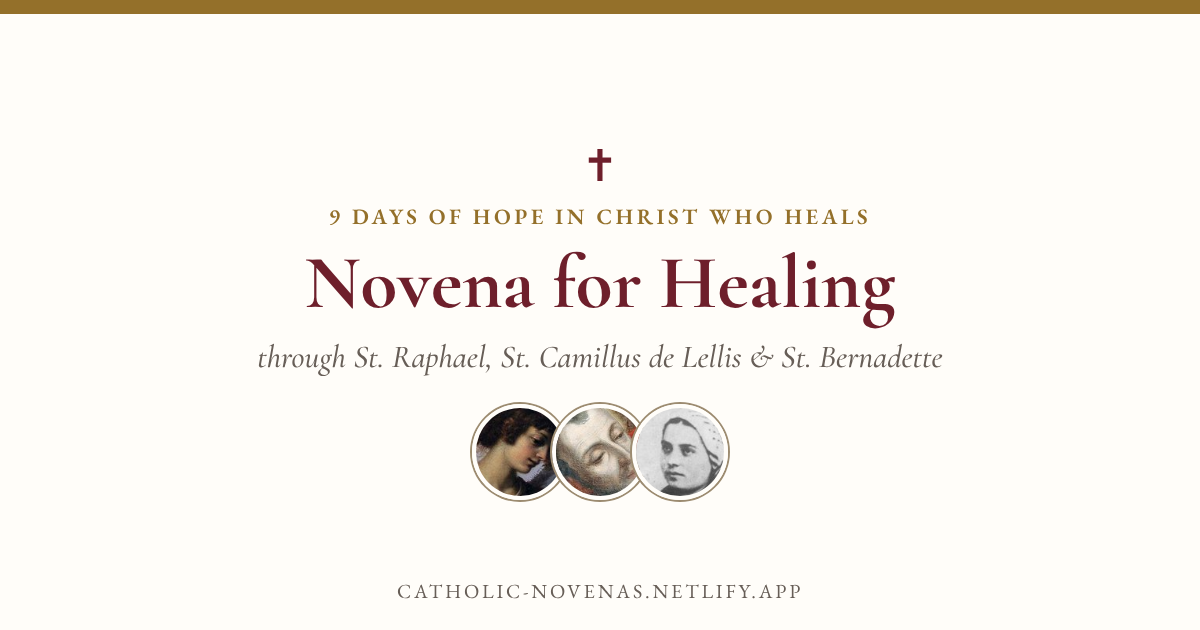 9 DAYS OF HOPE IN CHRIST WHO HEALS
Novena for Healing
through St. Raphael, St. Camillus de Lellis & St. Bernadette
CATHOLIC-NOVENAS.NETLIFY.APP